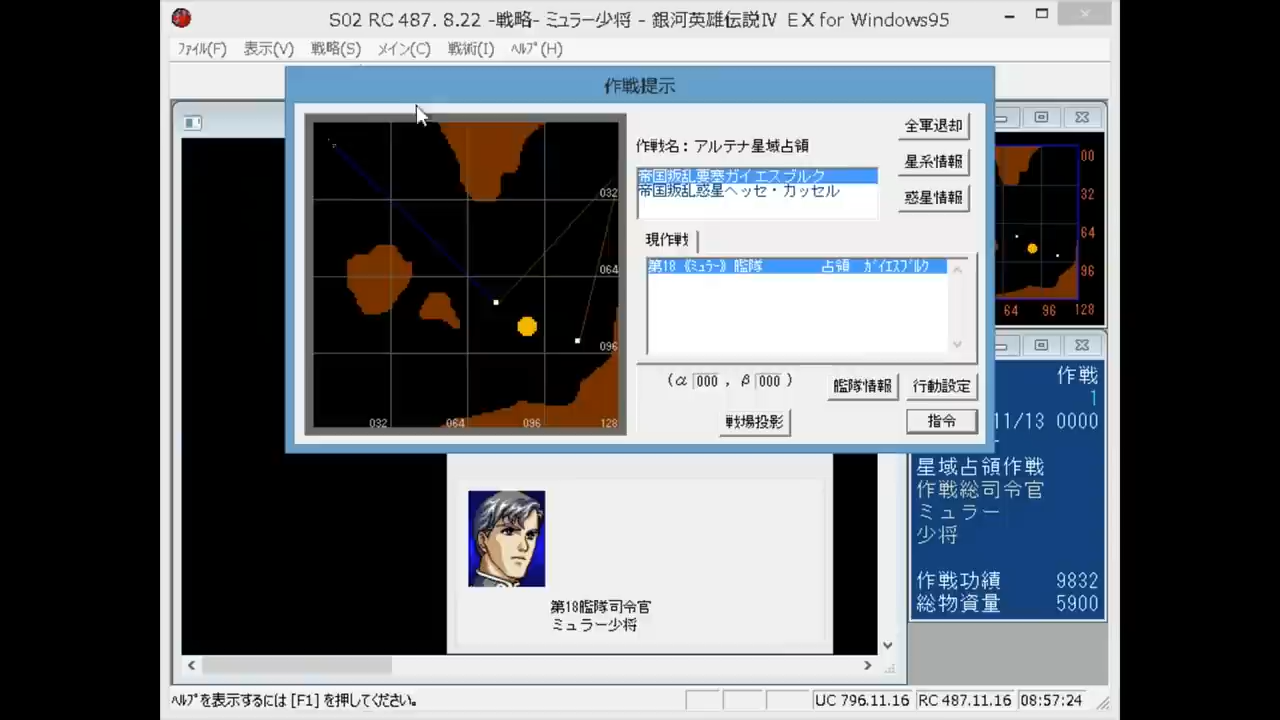 S02 RC 487. 8.22 -戦略- ミュラー少将 - 銀河英雄伝説Ⅳ EX for Windows95
ﾌｧｲﾙ(F) 表示(V) 戦略(S) メイン(C) 戦術(I) ﾍﾙﾌﾟ(H)
作戦提示
作戦名：アルテナ星域占領
全軍退却
帝国叛乱要塞ガイエスブルク
星系情報
帝国叛乱惑星ヘッセ・カッセル
惑星情報
032
064
096
032 064 096 128
現作戦
第18《ﾐｭﾗｰ》艦隊 占領 ｶﾞｲｴｽﾌﾞﾙｸ
(α 000 , β 000 )
艦隊情報
行動設定
戦場投影
指令
00
32
64
96
64 96 128
作戦
1
11/13 0000
星域占領作戦
作戦総司令官
ミュラー
少将
作戦功績 9832
総物資量 5900
第18艦隊司令官
ミュラー少将
ﾍﾙﾌﾟを表示するには [F1] を押してください。
UC 796.11.16 RC 487.11.16 08:57:24